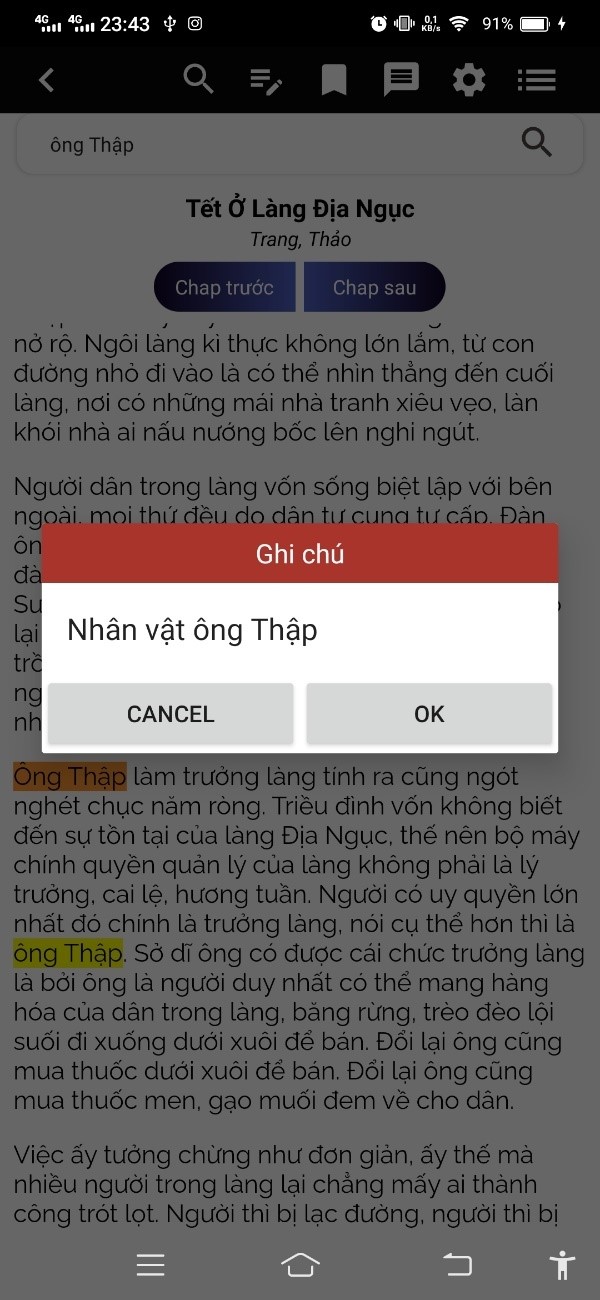 4G 4G 23:43 0,1 KB/s 91%
ông Thập
Tết Ở Làng Địa Ngục
Trang, Thảo
Chap trước Chap sau
nở rộ. Ngôi làng kì thực không lớn lắm, từ con
đường nhỏ đi vào là có thể nhìn thẳng đến cuối
làng, nơi có những mái nhà tranh xiêu vẹo, làn
khói nhà ai nấu nướng bốc lên nghi ngút.
Người dân trong làng vốn sống biệt lập với bên
ngoài, mọi thứ đều do dân tự cung tự cấp. Đàn
ôn
đà
Su
lại
trồ
ng
nh
Ghi chú
Nhân vật ông Thập
CANCEL OK
Ông Thập làm trưởng làng tính ra cũng ngót
nghét chục năm ròng. Triều đình vốn không biết
đến sự tồn tại của làng Địa Ngục, thế nên bộ máy
chính quyền quản lý của làng không phải là lý
trưởng, cai lệ, hương tuần. Người có uy quyền lớn
nhất đó chính là trưởng làng, nói cụ thể hơn thì là
ông Thập. Sở dĩ ông có được cái chức trưởng làng
là bởi ông là người duy nhất có thể mang hàng
hóa của dân trong làng, băng rừng, trèo đèo lội
suối đi xuống dưới xuôi để bán. Đổi lại ông cũng
mua thuốc dưới xuôi để bán. Đổi lại ông cũng
mua thuốc men, gạo muối đem về cho dân.
Việc ấy tưởng chừng như đơn giản, ấy thế mà
nhiều người trong làng lại chẳng mấy ai thành
công trót lọt. Người thì bị lạc đường, người thì bị